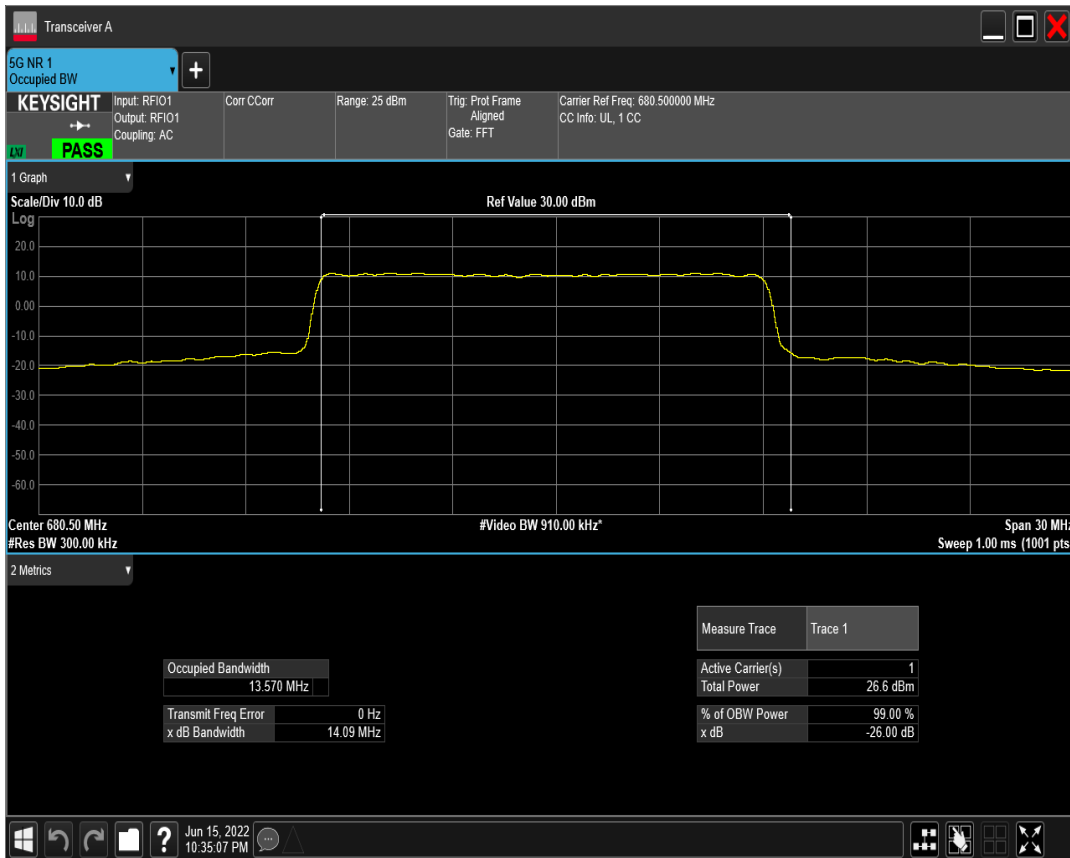 Transceiver A
5G NR 1
Occupied BW
KEYSIGHT
LXI
PASS
Input: RFIO1
Output: RFIO1
Coupling: AC
Corr CCorr
Range: 25 dBm
Trig: Prot Frame
Aligned
Gate: FFT
Carrier Ref Freq: 680.500000 MHz
CC Info: UL, 1 CC
1 Graph
Scale/Div 10.0 dB
Ref Value 30.00 dBm
Log
20.0
10.0
0.00
-10.0
-20.0
-30.0
-40.0
-50.0
-60.0
Center 680.50 MHz
#Video BW 910.00 kHz*
Span 30 MHz
#Res BW 300.00 kHz
Sweep 1.00 ms (1001 pts
2 Metrics
Measure Trace Trace 1
Occupied Bandwidth
13.570 MHz
Active Carrier(s) 1
Total Power 26.6 dBm
Transmit Freq Error 0 Hz
x dB Bandwidth 14.09 MHz
% of OBW Power 99.00 %
x dB -26.00 dB
Jun 15, 2022
10:35:07 PM